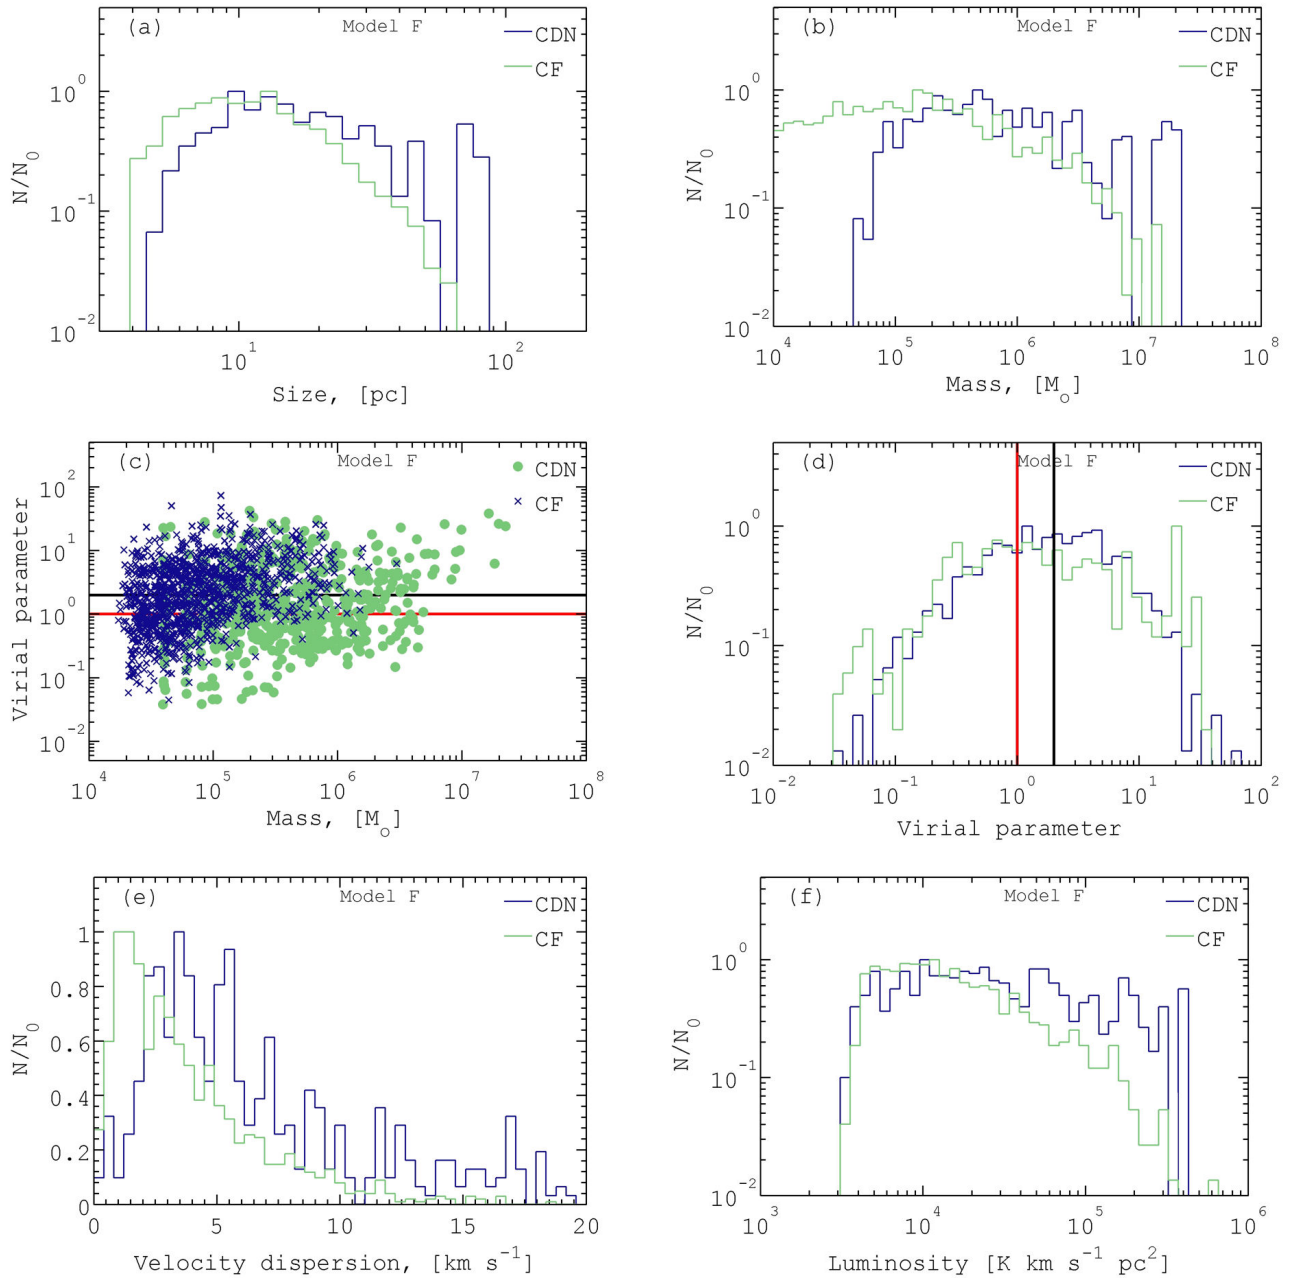 (a) Model F CDN
CF
10^0
10^-1
10^-2
N/N_0
10^1 10^2
Size, [pc]
(b) Model F CDN
CF
10^0
10^-1
10^-2
N/N_0
10^4 10^5 10^6 10^7 10^8
Mass, [M_o]
(c) Model F CDN
CF
10^2
10^1
10^0
10^-1
10^-2
Virial parameter
10^4 10^5 10^6 10^7 10^8
Mass, [M_o]
(d) Model F CDN
CF
10^0
10^-1
10^-2
N/N_0
10^-2 10^-1 10^0 10^1 10^2
Virial parameter
(e) Model F CDN
CF
1
0.8
0.6
0.4
0.2
0
N/N_0
0 5 10 15 20
Velocity dispersion, [km s^-1]
(f) Model F CDN
CF
10^0
10^-1
10^-2
N/N_0
10^3 10^4 10^5 10^6
Luminosity [K km s^-1 pc^2]